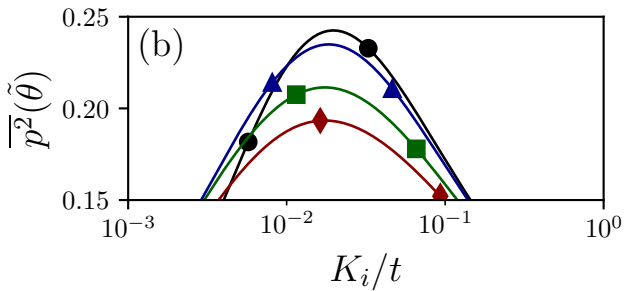 (b)
0.25
0.20
0.15
$\overline{p^2}(\tilde{\theta})$
$10^{-3}$ $10^{-2}$ $10^{-1}$ $10^{0}$
$K_i/t$